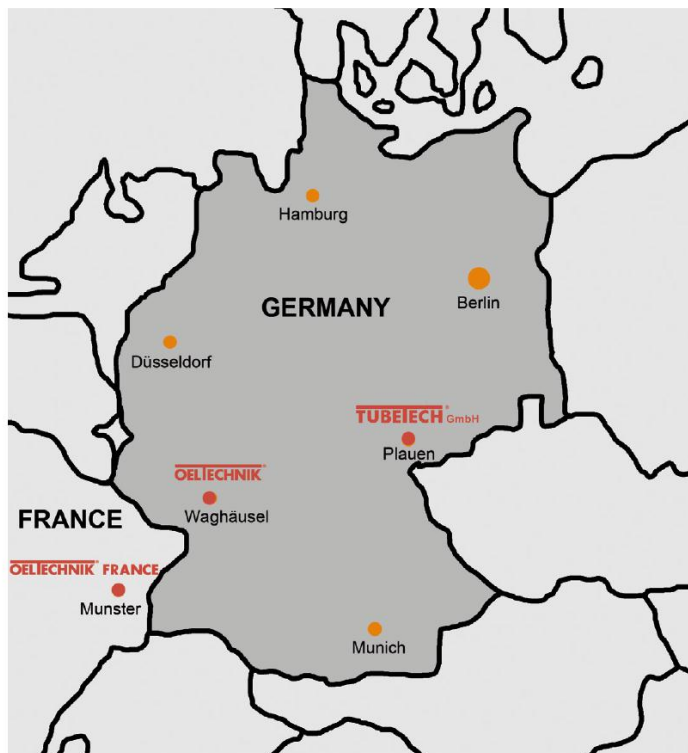 Hamburg
GERMANY
Berlin
Düsseldorf
TUBETECH® GmbH
Plauen
OELTECHNIK®
Waghäusel
FRANCE
OELTECHNIK® FRANCE
Munster
Munich